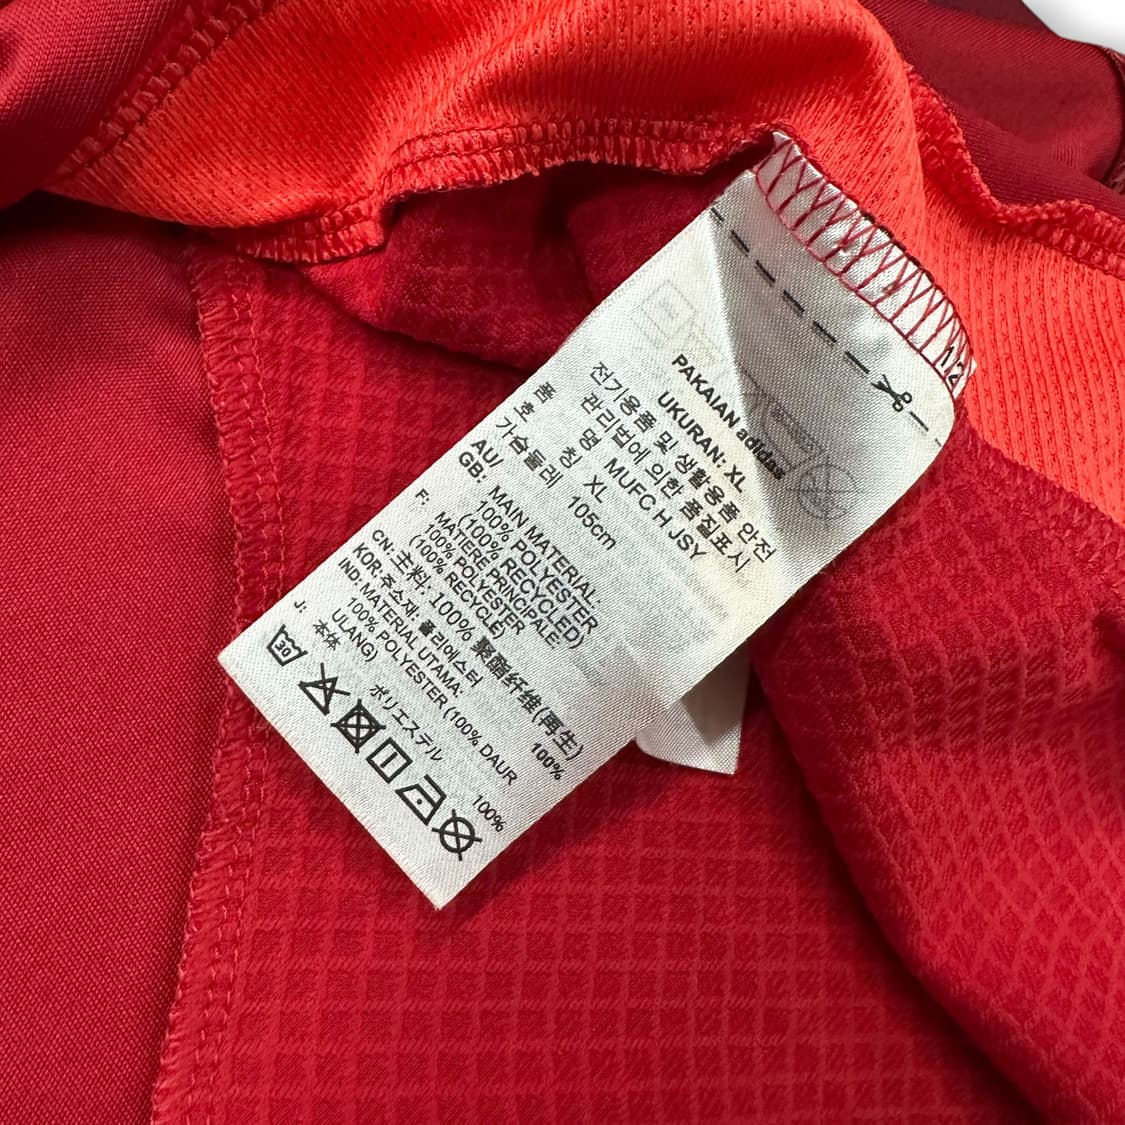 12
PAKAIAN adidas
UKURAN: XL
전기용품 및 생활용품 안전
관리법에 의한 품질표시
품 명 MUFC H JSY
호 칭 XL
가슴둘레 105cm
AU/
GB: MAIN MATERIAL:
100% POLYESTER
(100% RECYCLED)
F: MATIERE PRINCIPALE:
100% POLYESTER
(100% RECYCLÉ)
CN: 主料: 100% 聚酯纤维(再生)
KOR: 주소재: 폴리에스터 100%
IND: MATERIAL UTAMA:
100% POLYESTER (100% DAUR
ULANG)
J: 本体 ポリエステル 100%
30